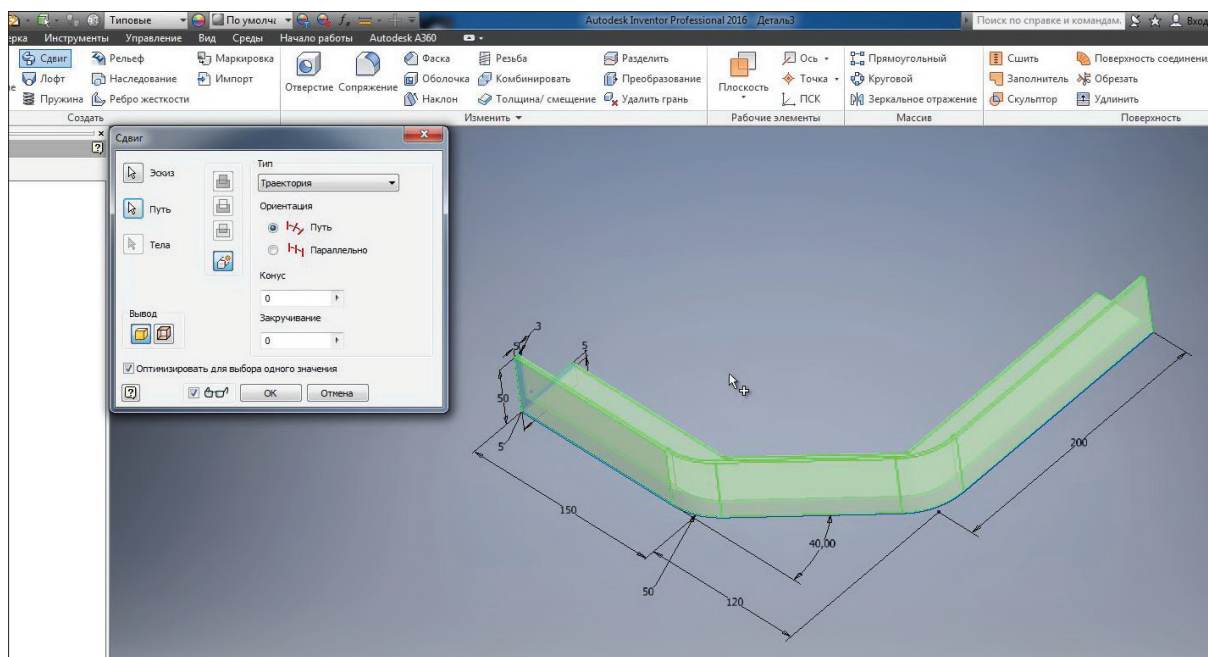 Типовые По умолч Autodesk Inventor Professional 2016 Деталь3 Поиск по справке и командам. Вход
ерка Инструменты Управление Вид Среды Начало работы Autodesk A360
Сдвиг Рельеф Маркировка Фаска Резьба Разделить Ось Прямоугольный Сшить Поверхность соединени
Лофт Наследование Импорт Отверстие Сопряжение Оболочка Комбинировать Преобразование Плоскость Точка Круговой Заполнитель Обрезать
Пружина Ребро жесткости Наклон Толщина/ смещение Удалить грань ПСК Зеркальное отражение Скульптор Удлинить
Создать Изменить Рабочие элементы Массив Поверхность
Сдвиг
Эскиз
Путь
Тела
Вывод
Тип
Траектория
Ориентация
Путь
Параллельно
Конус
0
Закручивание
0
Оптимизировать для выбора одного значения
ОК Отмена
3
5
5
50
5
200
150
40,00
50
120